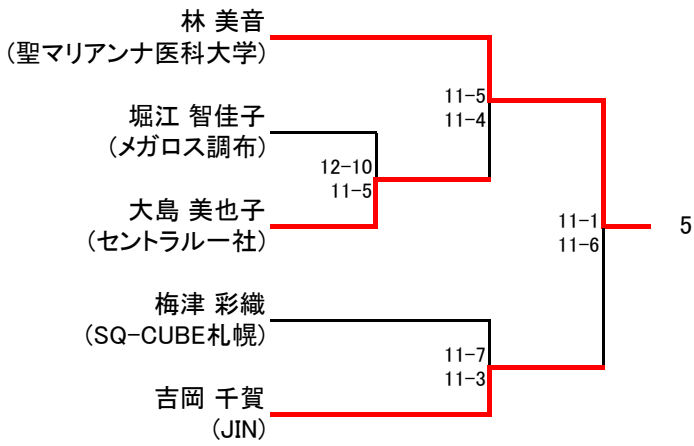 林 美音
(聖マリアンナ医科大学)
11-5
11-4
堀江 智佳子
(メガロス調布)
12-10
11-5
大島 美也子
(セントラルー社)
11-1
11-6
5
梅津 彩織
(SQ-CUBE札幌)
11-7
11-3
吉岡 千賀
(JIN)